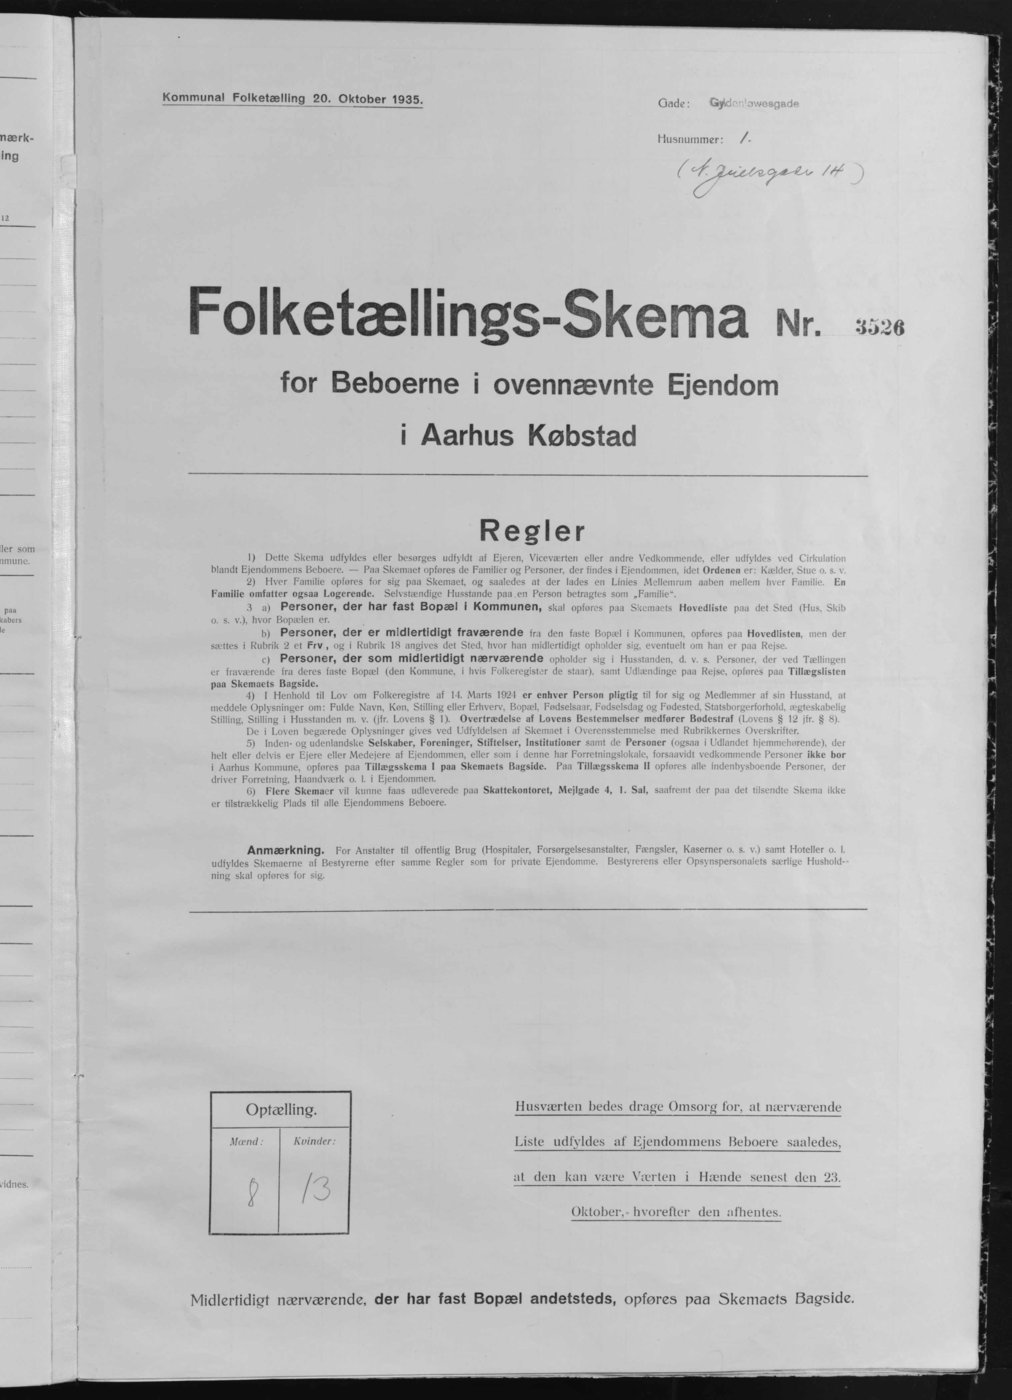 Kommunal Folketælling 20. Oktober 1935.
Gade: Gyldenløwesgade
Husnummer: 1.
(N. Juelsgade 14)
Folketællings-Skema Nr. 3526
for Beboerne i ovennævnte Ejendom
i Aarhus Købstad
Regler
1) Dette Skema udfyldes eller besørges udfyldt af Ejeren, Viceværten eller andre Vedkommende, eller udfyldes ved Cirkulation
blandt Ejendommens Beboere. — Paa Skemaet opføres de Familier og Personer, der findes i Ejendommen, idet Ordenen er: Kælder, Stue o. s. v.
2) Hver Familie opføres for sig paa Skemaet, og saaledes at der lades en Linies Mellemrum aaben mellem hver Familie. En
Familie omfatter ogsaa Logerende. Selvstændige Husstande paa en Person betragtes som „Familie“.
3 a) Personer, der har fast Bopæl i Kommunen, skal opføres paa Skemaets Hovedliste paa det Sted (Hus, Skib
o. s. v.), hvor Bopælen er.
b) Personer, der er midlertidigt fraværende fra den faste Bopæl i Kommunen, opføres paa Hovedlisten, men der
sættes i Rubrik 2 et Frv., og i Rubrik 18 angives det Sted, hvor han midlertidigt opholder sig, eventuelt om han er paa Rejse.
c) Personer, der som midlertidigt nærværende opholder sig i Husstanden, d. v. s. Personer, der ved Tællingen
er fraværende fra deres faste Bopæl (den Kommune, i hvis Folkeregister de staar), samt Udlændinge paa Rejse, opføres paa Tillægslisten
paa Skemaets Bagside.
4) I Henhold til Lov om Folkeregistre af 14. Marts 1924 er enhver Person pligtig til for sig og Medlemmer af sin Husstand, at
meddele Oplysninger om: Fulde Navn, Køn, Stilling eller Erhverv, Bopæl, Fødselsaar, Fødselsdag og Fødested, Statsborgerforhold, ægteskabelig
Stilling, Stilling i Husstanden m. v. (jfr. Lovens § 1). Overtrædelse af Lovens Bestemmelser medfører Bødestraf (Lovens § 12 jfr. § 8).
De i Loven begærede Oplysninger gives ved Udfyldelsen af Skemaet i Overensstemmelse med Rubrikkernes Overskrifter.
5) Inden- og udenlandske Selskaber, Foreninger, Stiftelser, Institutioner samt de Personer (ogsaa i Udlandet hjemmehørende), der
helt eller delvis er Ejere eller Medejere af Ejendommen, eller som i denne har Forretningslokale, forsaavidt vedkommende Personer ikke bor
i Aarhus Kommune, opføres paa Tillægsskema I paa Skemaets Bagside. Paa Tillægsskema II opføres alle indenbysboende Personer, der
driver Forretning, Haandværk o. l. i Ejendommen.
6) Flere Skemaer vil kunne faas udleverede paa Skattekontoret, Mejlgade 4, 1. Sal, saafremt der paa det tilsendte Skema ikke
er tilstrækkelig Plads til alle Ejendommens Beboere.
Anmærkning. For Anstalter til offentlig Brug (Hospitaler, Forsørgelsesanstalter, Fængsler, Kaserner o. s. v.) samt Hoteller o. l.
udfyldes Skemaerne af Bestyrerne efter samme Regler som for private Ejendomme. Bestyrerens eller Opsynspersonalets særlige Hushold-
ning skal opføres for sig.
Optælling.
Mænd: Kvinder:
8 13
Husværten bedes drage Omsorg for, at nærværende
Liste udfyldes af Ejendommens Beboere saaledes,
at den kan være Værten i Hænde senest den 23.
Oktober, hvorefter den afhentes.
Midlertidigt nærværende, der har fast Bopæl andetsteds, opføres paa Skemaets Bagside.